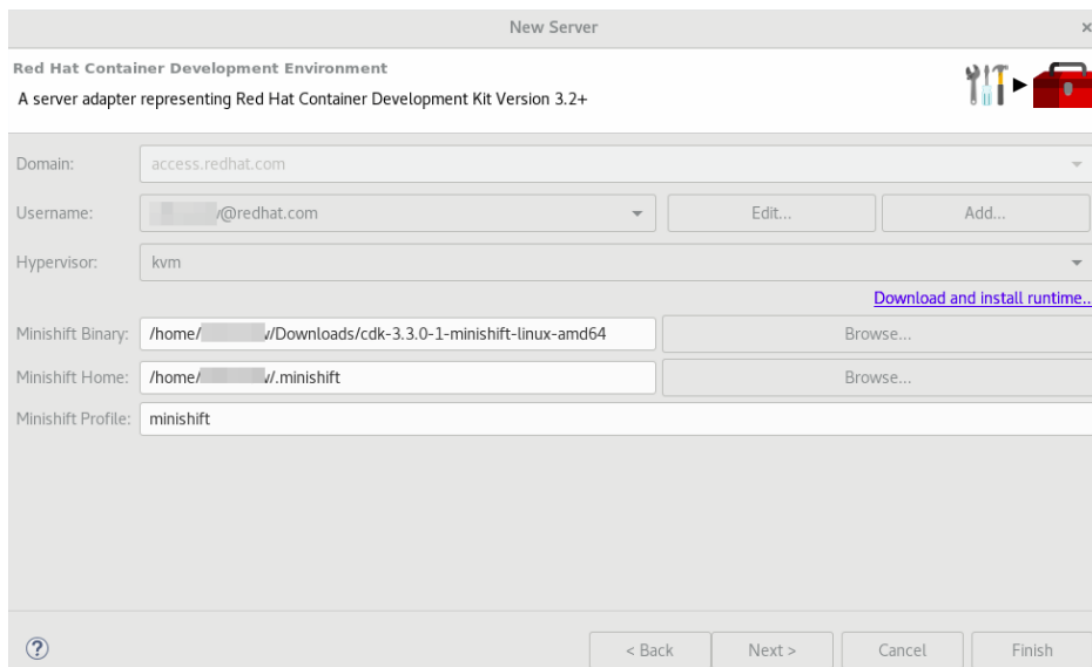 New Server
Red Hat Container Development Environment
A server adapter representing Red Hat Container Development Kit Version 3.2+
Domain: access.redhat.com
Username: @redhat.com Edit... Add...
Hypervisor: kvm
Download and install runtime..
Minishift Binary: /home/ /Downloads/cdk-3.3.0-1-minishift-linux-amd64 Browse...
Minishift Home: /home/ /.minishift Browse...
Minishift Profile: minishift
? < Back Next > Cancel Finish